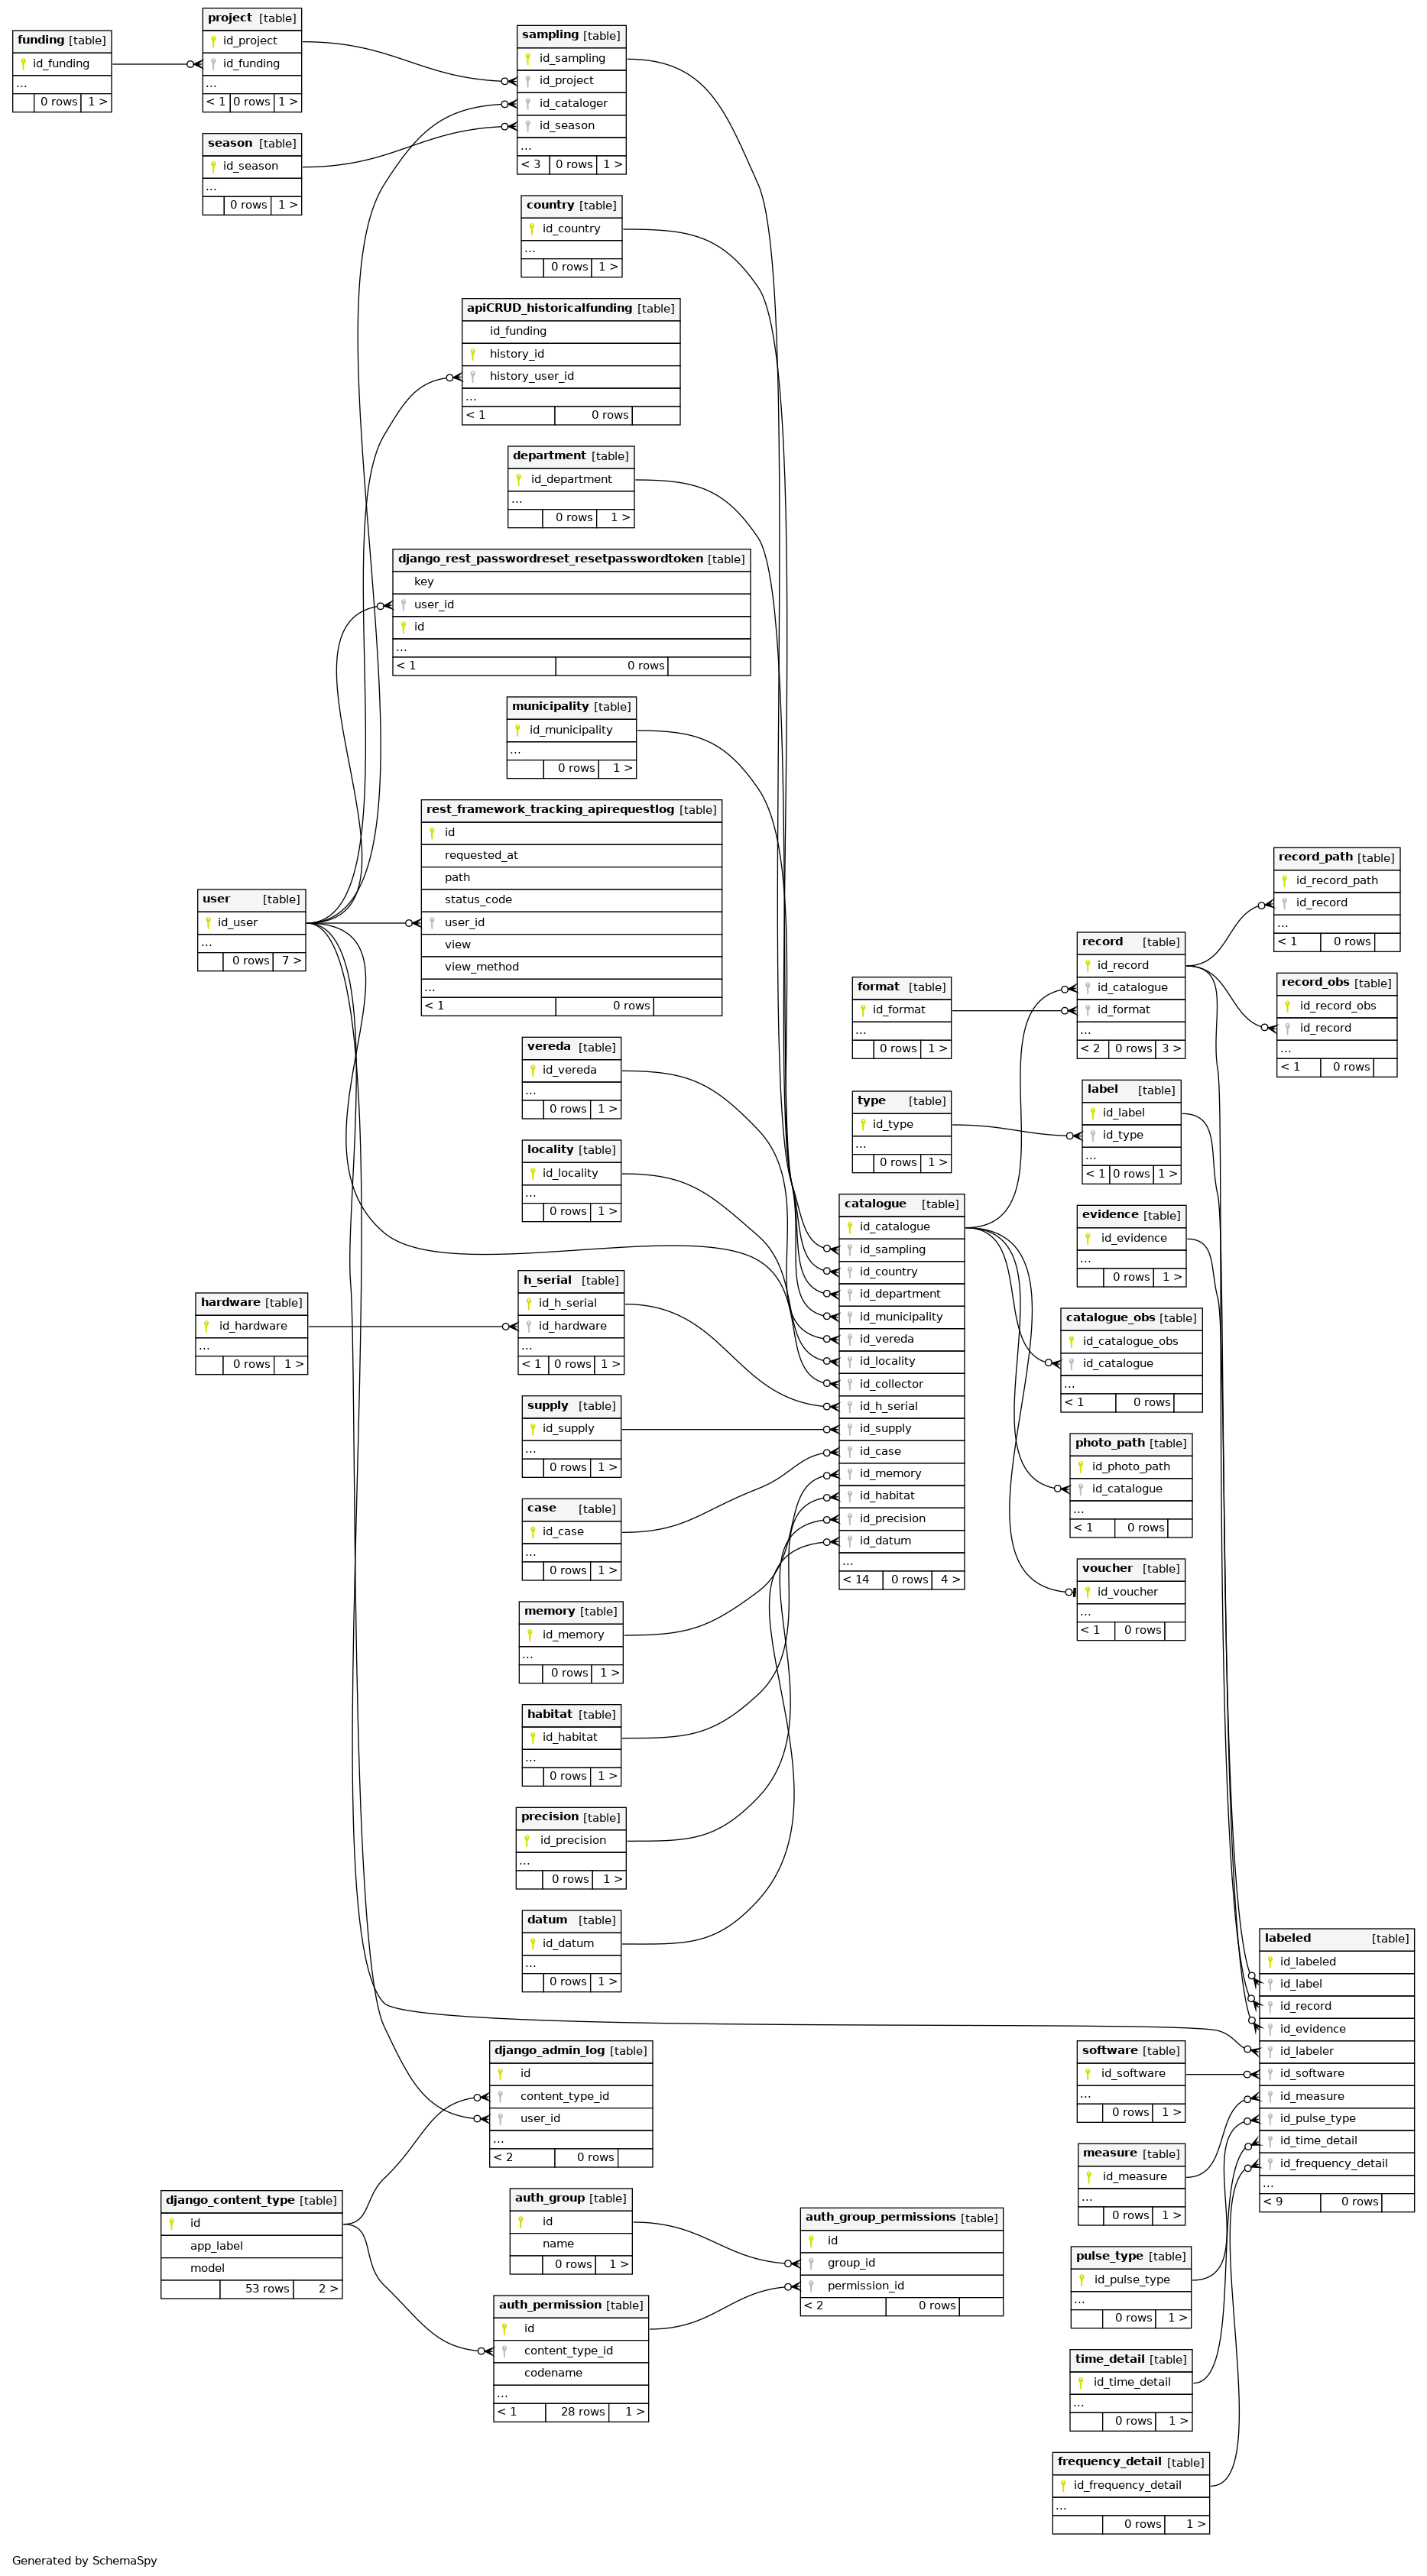 funding [table]
id_funding
...
0 rows 1 >
project [table]
id_project
id_funding
...
< 1 0 rows 1 >
season [table]
id_season
...
0 rows 1 >
sampling [table]
id_sampling
id_project
id_cataloger
id_season
...
< 3 0 rows 1 >
country [table]
id_country
...
0 rows 1 >
apiCRUD_historicalfunding [table]
id_funding
history_id
history_user_id
...
< 1 0 rows
department [table]
id_department
...
0 rows 1 >
django_rest_passwordreset_resetpasswordtoken [table]
key
user_id
id
...
< 1 0 rows
municipality [table]
id_municipality
...
0 rows 1 >
rest_framework_tracking_apirequestlog [table]
id
requested_at
path
status_code
user_id
view
view_method
...
< 1 0 rows
user [table]
id_user
...
0 rows 7 >
vereda [table]
id_vereda
...
0 rows 1 >
locality [table]
id_locality
...
0 rows 1 >
hardware [table]
id_hardware
...
0 rows 1 >
h_serial [table]
id_h_serial
id_hardware
...
< 1 0 rows 1 >
supply [table]
id_supply
...
0 rows 1 >
case [table]
id_case
...
0 rows 1 >
memory [table]
id_memory
...
0 rows 1 >
habitat [table]
id_habitat
...
0 rows 1 >
precision [table]
id_precision
...
0 rows 1 >
datum [table]
id_datum
...
0 rows 1 >
format [table]
id_format
...
0 rows 1 >
type [table]
id_type
...
0 rows 1 >
catalogue [table]
id_catalogue
id_sampling
id_country
id_department
id_municipality
id_vereda
id_locality
id_collector
id_h_serial
id_supply
id_case
id_memory
id_habitat
id_precision
id_datum
...
< 14 0 rows 4 >
record [table]
id_record
id_catalogue
id_format
...
< 2 0 rows 3 >
record_path [table]
id_record_path
id_record
...
< 1 0 rows
record_obs [table]
id_record_obs
id_record
...
< 1 0 rows
label [table]
id_label
id_type
...
< 1 0 rows 1 >
evidence [table]
id_evidence
...
0 rows 1 >
catalogue_obs [table]
id_catalogue_obs
id_catalogue
...
< 1 0 rows
photo_path [table]
id_photo_path
id_catalogue
...
< 1 0 rows
voucher [table]
id_voucher
...
< 1 0 rows
labeled [table]
id_labeled
id_label
id_record
id_evidence
id_labeler
id_software
id_measure
id_pulse_type
id_time_detail
id_frequency_detail
...
< 9 0 rows
software [table]
id_software
...
0 rows 1 >
measure [table]
id_measure
...
0 rows 1 >
pulse_type [table]
id_pulse_type
...
0 rows 1 >
time_detail [table]
id_time_detail
...
0 rows 1 >
frequency_detail [table]
id_frequency_detail
...
0 rows 1 >
django_admin_log [table]
id
content_type_id
user_id
...
< 2 0 rows
django_content_type [table]
id
app_label
model
53 rows 2 >
auth_group [table]
id
name
0 rows 1 >
auth_permission [table]
id
content_type_id
codename
...
< 1 28 rows 1 >
auth_group_permissions [table]
id
group_id
permission_id
< 2 0 rows
Generated by SchemaSpy